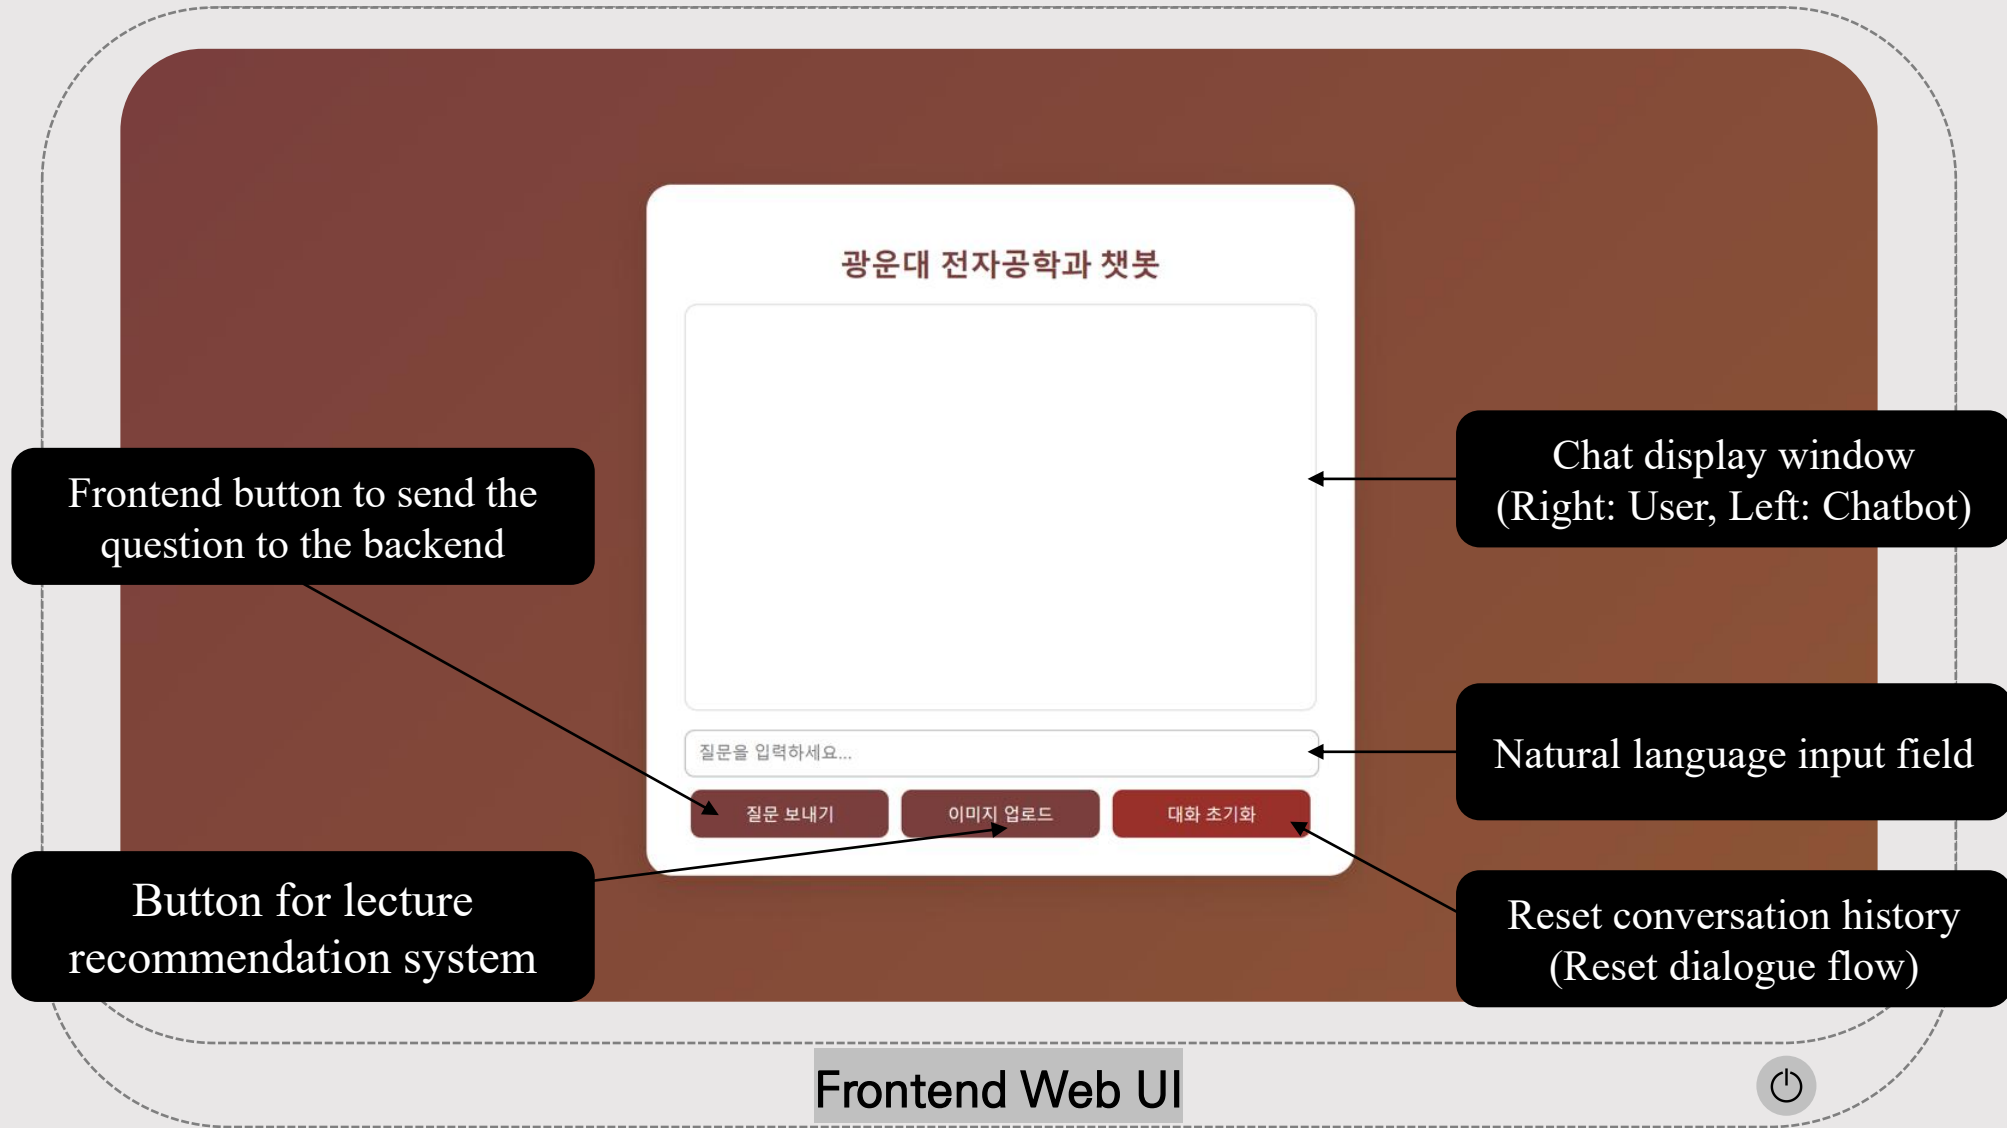 광운대 전자공학과 챗봇
Frontend button to send the
question to the backend
Chat display window
(Right: User, Left: Chatbot)
질문을 입력하세요...
Natural language input field
질문 보내기
이미지 업로드
대화 초기화
Button for lecture
recommendation system
Reset conversation history
(Reset dialogue flow)
Frontend Web UI